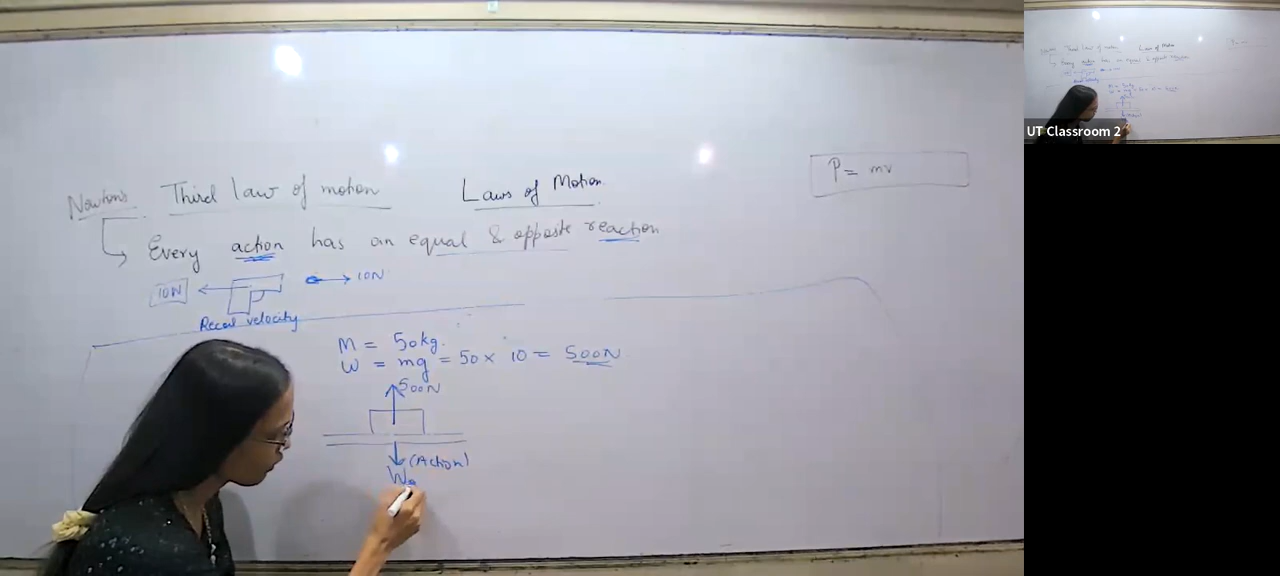 Newtons Third law of motion Laws of Motion
P = mv
Every action has an equal & opposite reaction
10N 10N
Recoil velocity
M = 50kg.
W = mg = 50 x 10 = 500N
500N
(Action)
W
UT Classroom 2